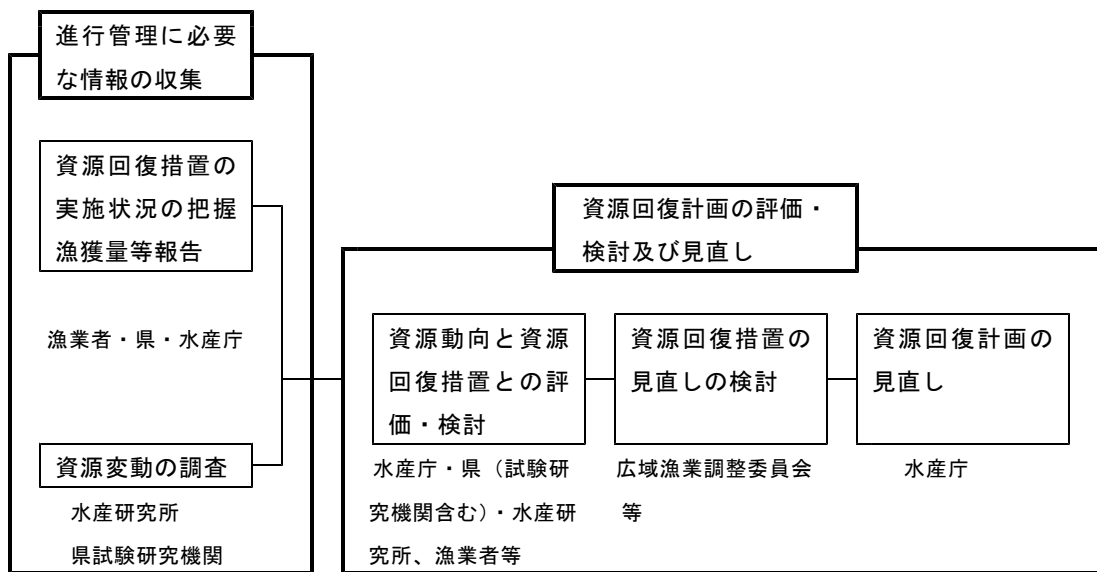 進行管理に必要
な情報の収集
資源回復措置の
実施状況の把握
漁獲量等報告
漁業者・県・水産庁
資源変動の調査
水産研究所
県試験研究機関
資源回復計画の評価・
検討及び見直し
資源動向と資源
回復措置との評
価・検討
水産庁・県（試験研
究機関含む）・水産研
究所、漁業者等
資源回復措置の
見直しの検討
広域漁業調整委員会
等
資源回復計画の
見直し
水産庁